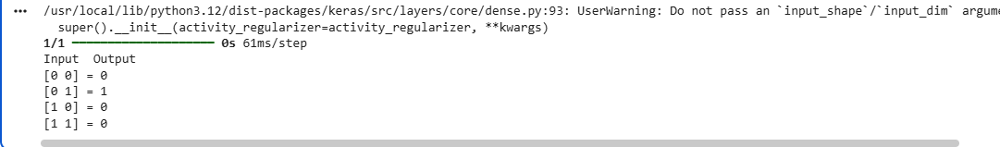 /usr/local/lib/python3.12/dist-packages/keras/src/layers/core/dense.py:93: UserWarning: Do not pass an `input_shape`/`input_dim` argume
super().__init__(activity_regularizer=activity_regularizer, **kwargs)
1/1 ━━━━━━━━━━━━━━━━━━━━ 0s 61ms/step
Input  Output
[0 0] = 0
[0 1] = 1
[1 0] = 0
[1 1] = 0